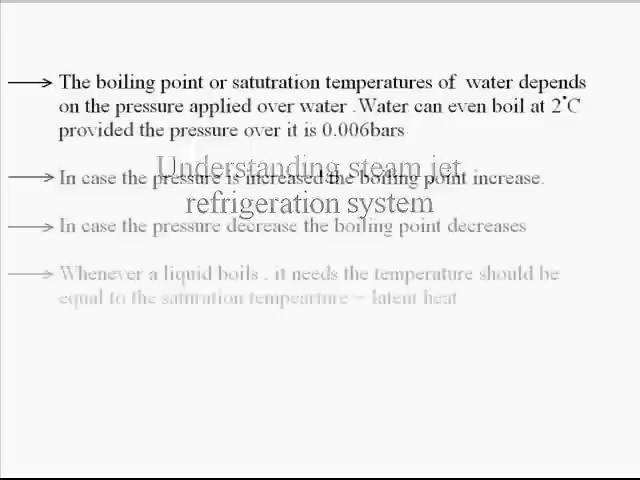 The boiling point or satutration temperatures of water depends
on the pressure applied over water .Water can even boil at 2°C
provided the pressure over it is 0.006bars
Understanding steam jet
In case the pressure is increased the boiling point increase.
refrigeration system
In case the pressure decrease the boiling point decreases
Whenever a liquid boils . it needs the temperature should be
equal to the saturation tempearture – latent heat